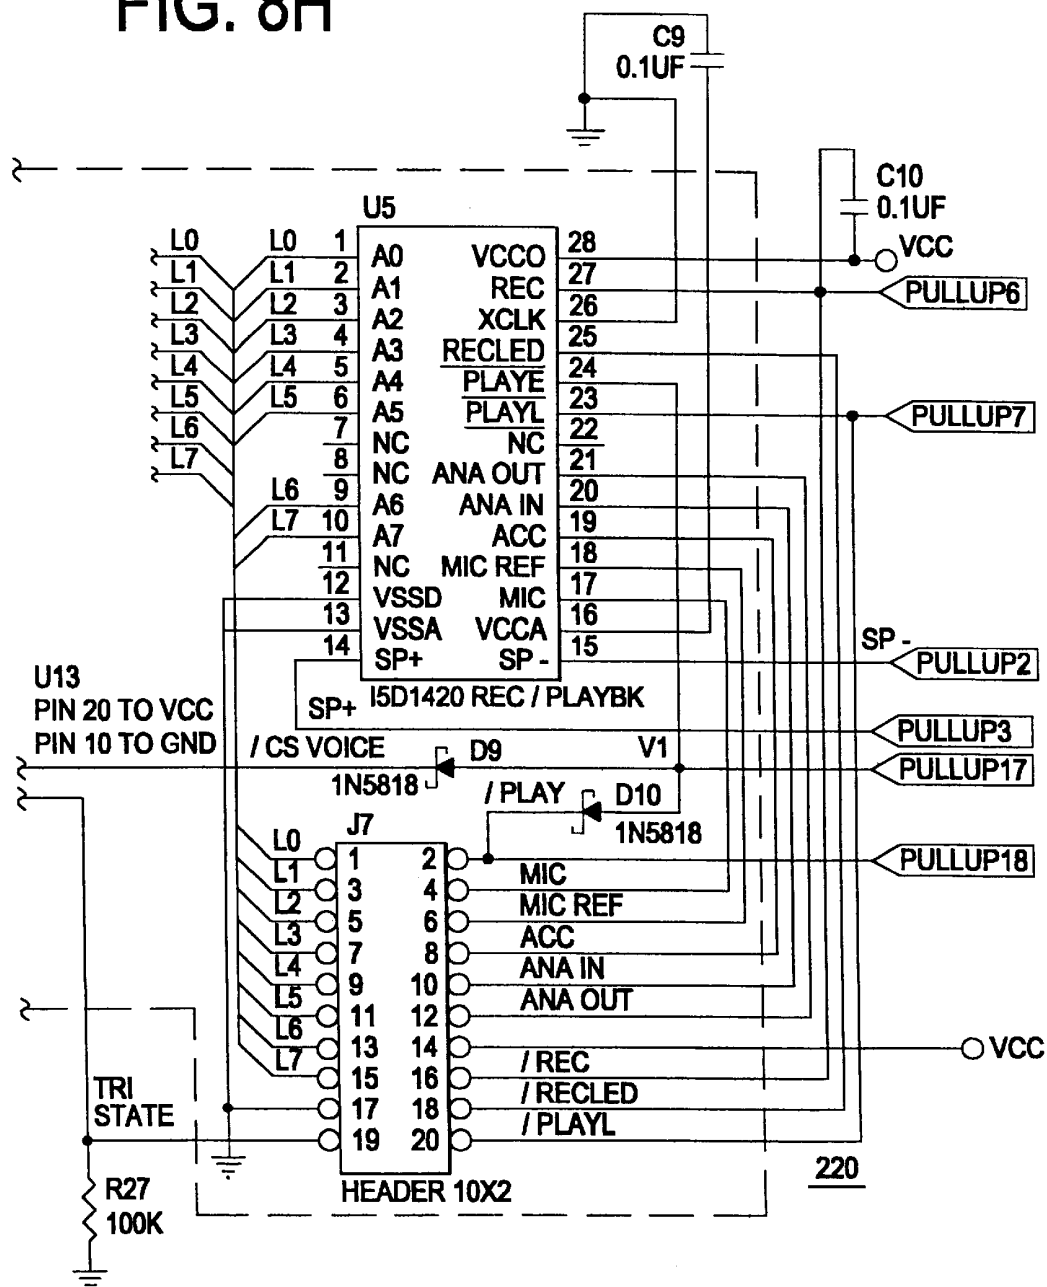 FIG. 8H
C9
0.1UF
C10
0.1UF
VCC
U5
L0 L0 1 A0 VCCO 28
L1 L1 2 A1 REC 27 PULLUP6
L2 L2 3 A2 XCLK 26
L3 L3 4 A3 RECLED 25
L4 L4 5 A4 PLAYE 24
L5 L5 6 A5 PLAYL 23 PULLUP7
L6 7 NC NC 22
L7 8 NC ANA OUT 21
L6 9 A6 ANA IN 20
L7 10 A7 ACC 19
11 NC MIC REF 18
12 VSSD MIC 17
13 VSSA VCCA 16
14 SP+ SP - 15 SP - PULLUP2
I5D1420 REC / PLAYBK
U13
PIN 20 TO VCC
PIN 10 TO GND
SP+ PULLUP3
/ CS VOICE D9 V1 PULLUP17
1N5818
/ PLAY D10
1N5818
J7
L0 1 2 PULLUP18
L1 3 4 MIC
L2 5 6 MIC REF
L3 7 8 ACC
L4 9 10 ANA IN
L5 11 12 ANA OUT
L6 13 14 VCC
L7 15 16 / REC
17 18 / RECLED
19 20 / PLAYL
TRI
STATE
HEADER 10X2
220
R27
100K